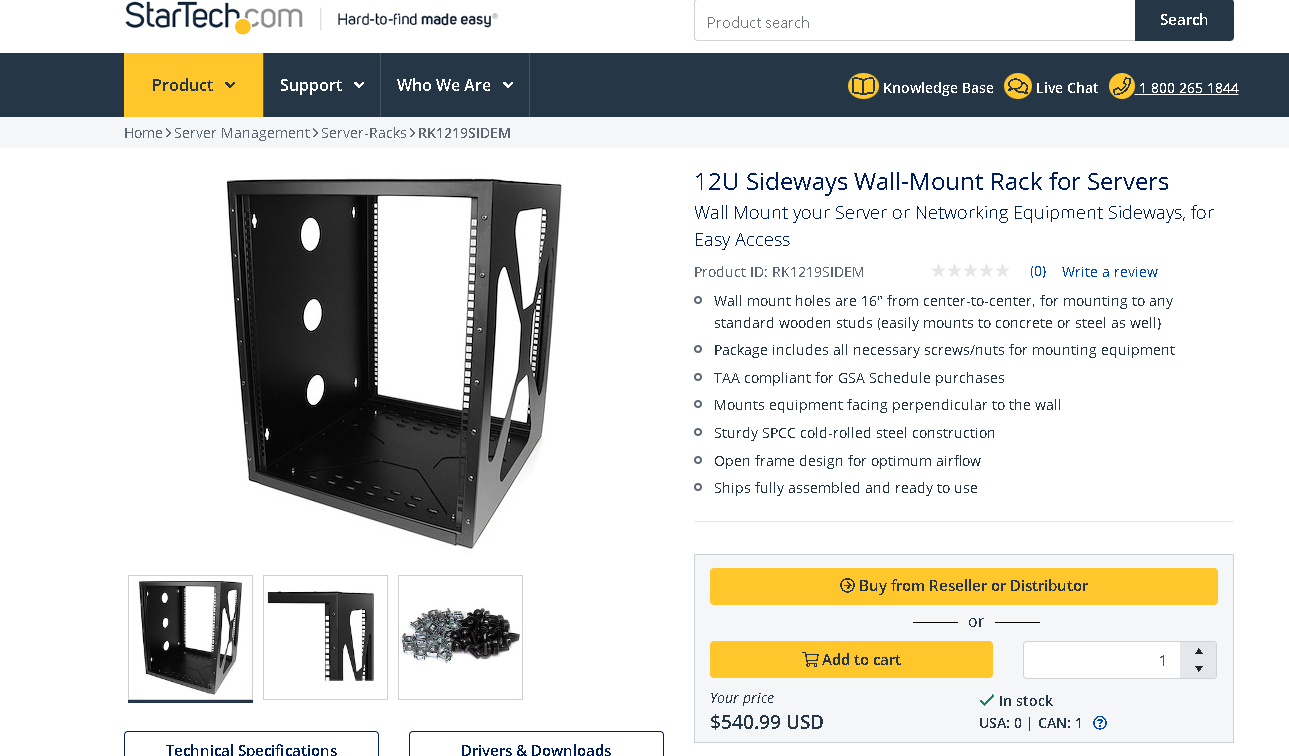 StarTech.com
Hard-to-find made easy®
Product search
Search
Product
Support
Who We Are
Knowledge Base
Live Chat
1 800 265 1844
Home > Server Management > Server-Racks > RK1219SIDEM
12U Sideways Wall-Mount Rack for Servers
Wall Mount your Server or Networking Equipment Sideways, for
Easy Access
Product ID: RK1219SIDEM
(0)
Write a review
Wall mount holes are 16" from center-to-center, for mounting to any
standard wooden studs (easily mounts to concrete or steel as well)
Package includes all necessary screws/nuts for mounting equipment
TAA compliant for GSA Schedule purchases
Mounts equipment facing perpendicular to the wall
Sturdy SPCC cold-rolled steel construction
Open frame design for optimum airflow
Ships fully assembled and ready to use
Buy from Reseller or Distributor
or
Add to cart
1
Your price
$540.99 USD
In stock
USA: 0 | CAN: 1
Technical Specifications
Drivers & Downloads